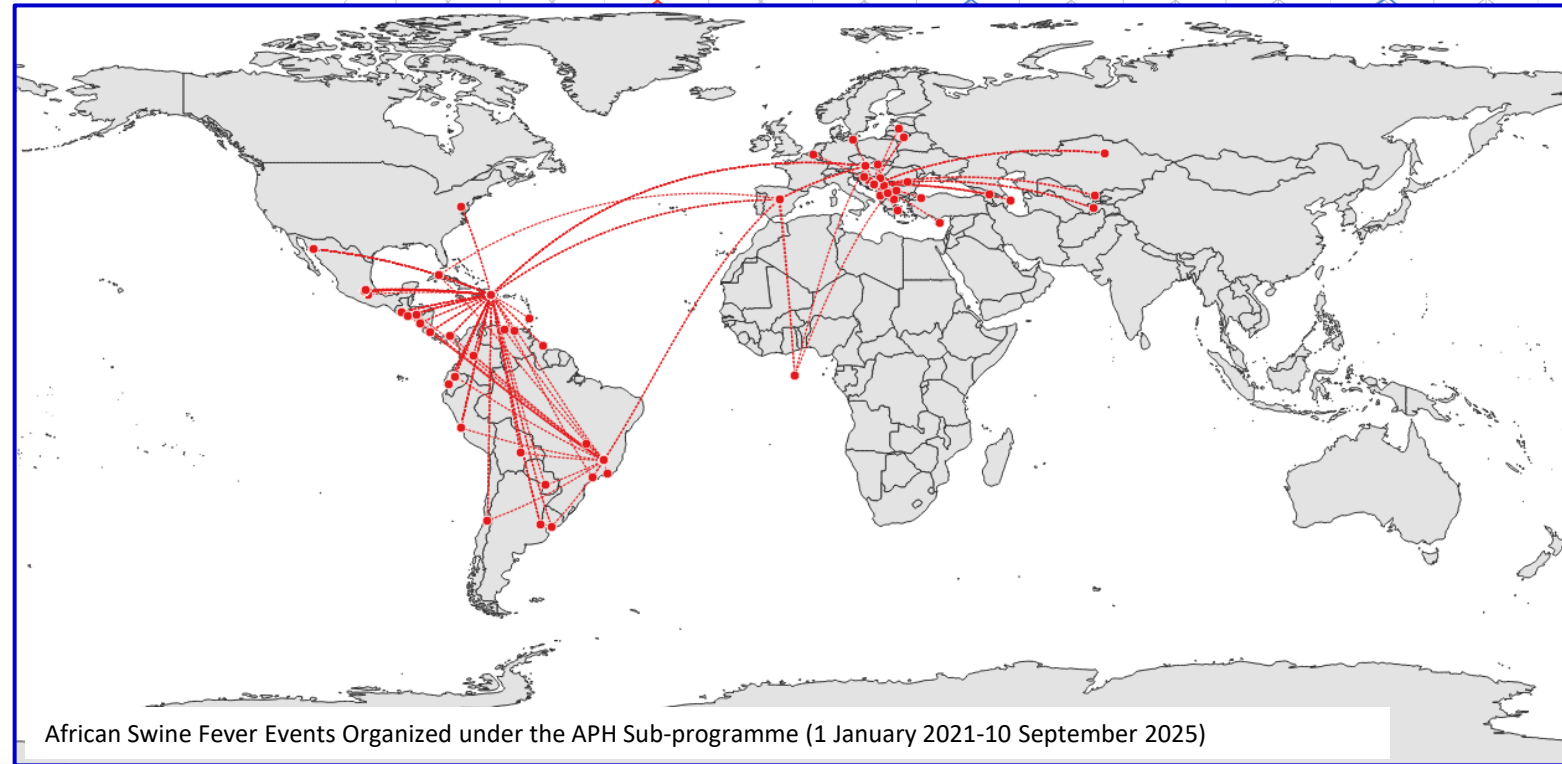 African Swine Fever Events Organized under the APH Sub-programme (1 January 2021-10 September 2025)